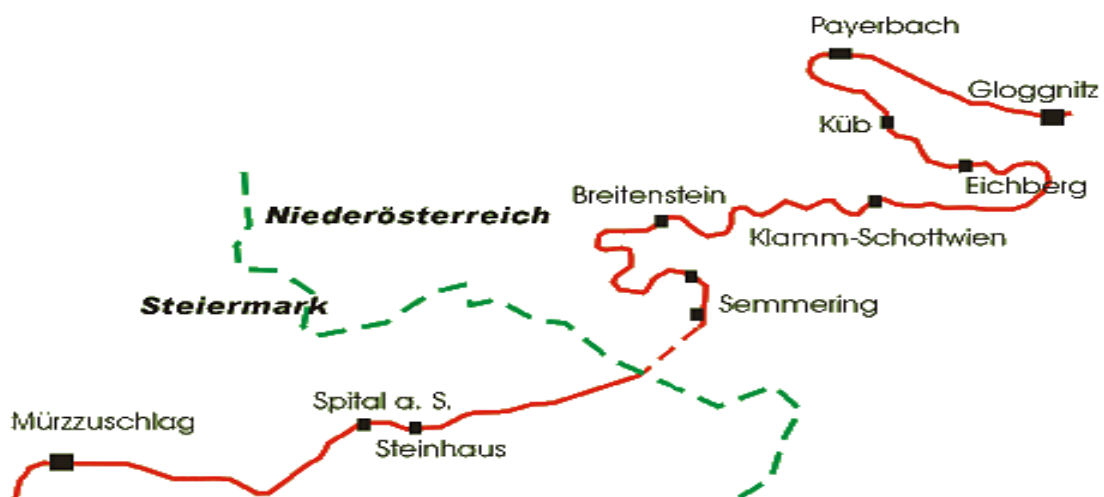 Payerbach
Gloggnitz
Küb
Eichberg
Breitenstein
Niederösterreich
Klamm-Schottwien
Steiermark
Semmering
Spital a. S.
Mürzzuschlag
Steinhaus